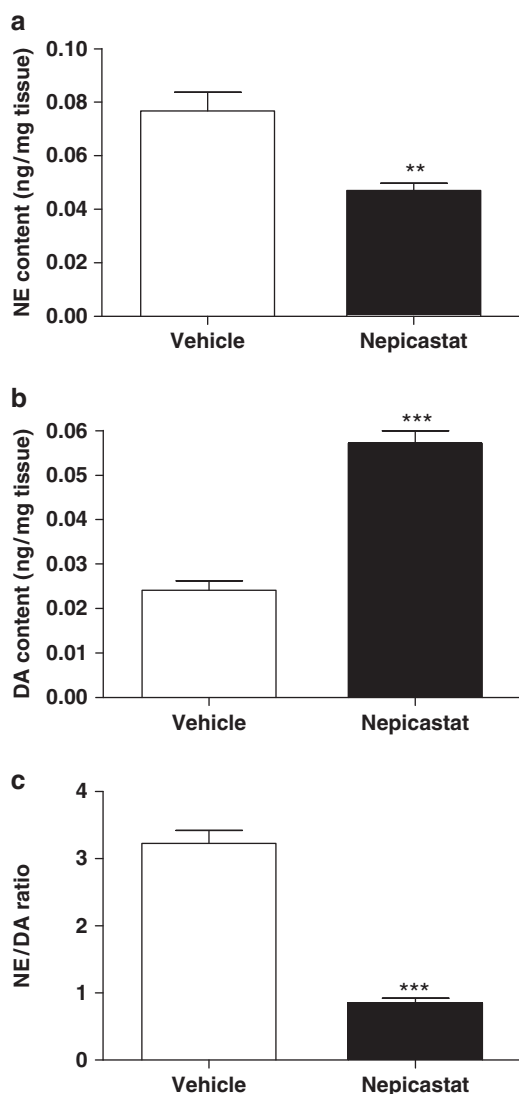 a
NE content (ng/mg tissue)
0.10
0.08
0.06
0.04
0.02
0.00
**
Vehicle Nepicastat
b
DA content (ng/mg tissue)
0.06
0.05
0.04
0.03
0.02
0.01
0.00
***
Vehicle Nepicastat
c
NE/DA ratio
4
3
2
1
0
***
Vehicle Nepicastat